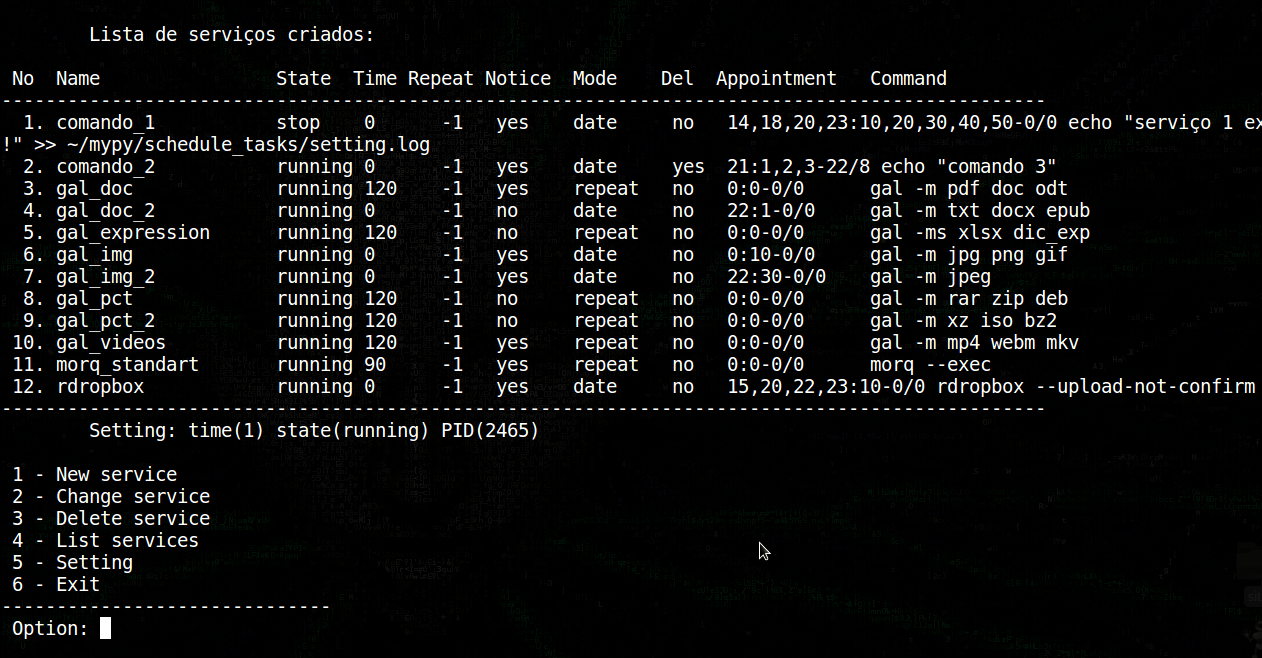 Lista de serviços criados:
No Name State Time Repeat Notice Mode Del Appointment Command
-----------------------------------------------------------------------------------------------
1. comando_1 stop 0 -1 yes date no 14,18,20,23:10,20,30,40,50-0/0 echo "serviço 1 ex
!" >> ~/mypy/schedule_tasks/setting.log
2. comando_2 running 0 -1 yes date yes 21:1,2,3-22/8 echo "comando 3"
3. gal_doc running 120 -1 yes repeat no 0:0-0/0 gal -m pdf doc odt
4. gal_doc_2 running 0 -1 no date no 22:1-0/0 gal -m txt docx epub
5. gal_expression running 120 -1 no repeat no 0:0-0/0 gal -ms xlsx dic_exp
6. gal_img running 0 -1 yes date no 0:10-0/0 gal -m jpg png gif
7. gal_img_2 running 0 -1 yes date no 22:30-0/0 gal -m jpeg
8. gal_pct running 120 -1 no repeat no 0:0-0/0 gal -m rar zip deb
9. gal_pct_2 running 120 -1 no repeat no 0:0-0/0 gal -m xz iso bz2
10. gal_videos running 120 -1 yes repeat no 0:0-0/0 gal -m mp4 webm mkv
11. morq_standart running 90 -1 yes repeat no 0:0-0/0 morq --exec
12. rdropbox running 0 -1 yes date no 15,20,22,23:10-0/0 rdropbox --upload-not-confirm
-----------------------------------------------------------------------------------------------
Setting: time(1) state(running) PID(2465)
1 - New service
2 - Change service
3 - Delete service
4 - List services
5 - Setting
6 - Exit
------------------------------
Option: